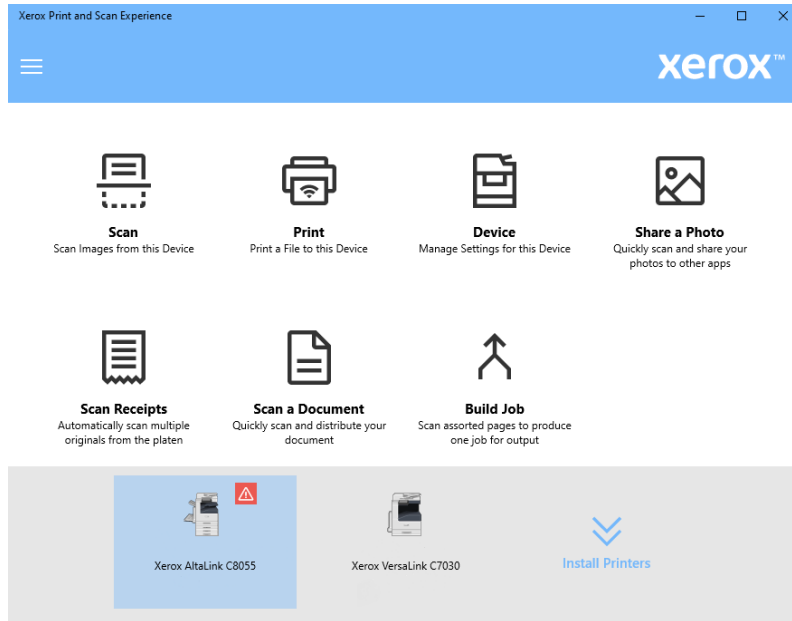 Xerox Print and Scan Experience
xerox™
Scan
Scan Images from this Device
Print
Print a File to this Device
Device
Manage Settings for this Device
Share a Photo
Quickly scan and share your
photos to other apps
Scan Receipts
Automatically scan multiple
originals from the platen
Scan a Document
Quickly scan and distribute your
document
Build Job
Scan assorted pages to produce
one job for output
Xerox AltaLink C8055
Xerox VersaLink C7030
Install Printers